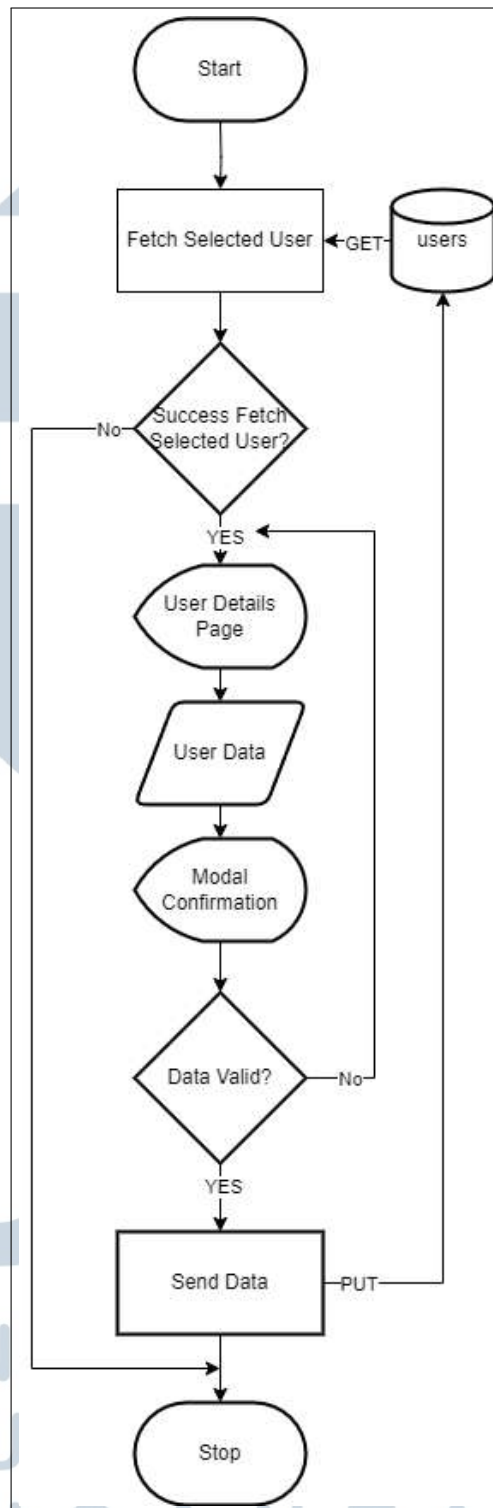 Start
Fetch Selected User
GET
users
Success Fetch
Selected User?
No
YES
User Details
Page
User Data
Modal
Confirmation
Data Valid?
No
YES
Send Data
PUT
Stop